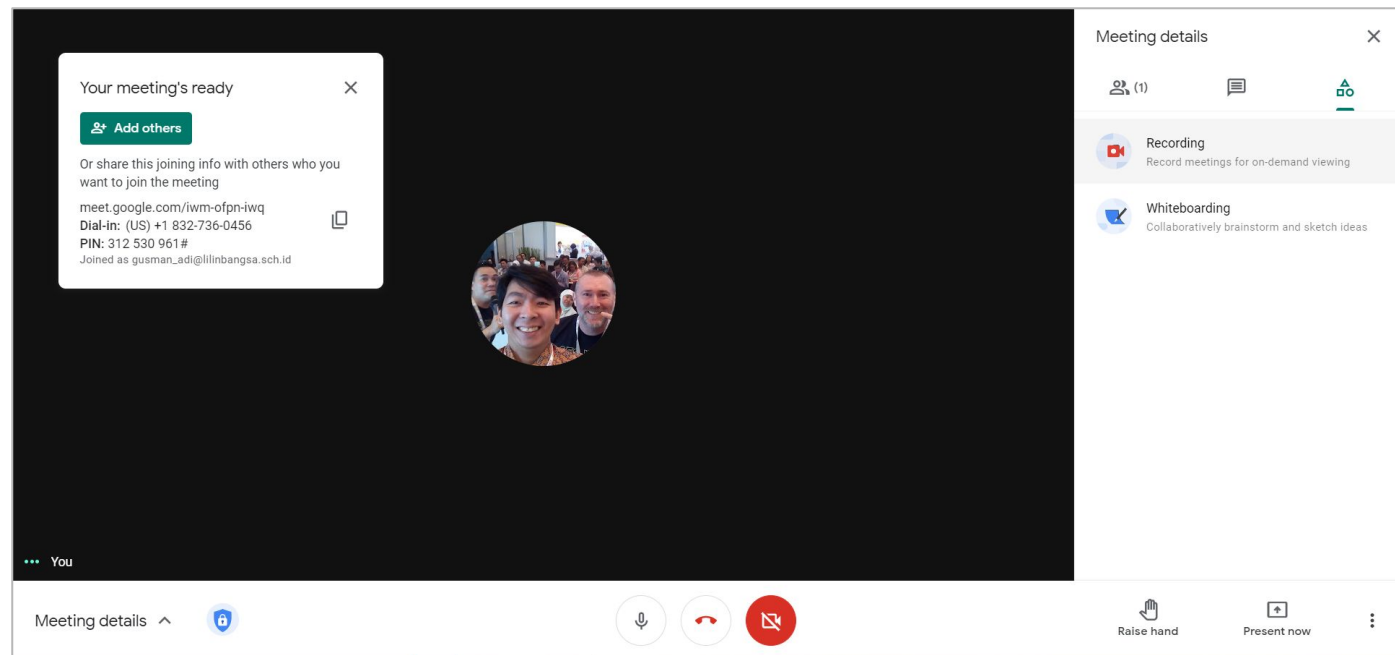 Your meeting's ready
Add others
Or share this joining info with others who you
want to join the meeting
meet.google.com/iwm-ofpn-iwq
Dial-in: (US) +1 832-736-0456
PIN: 312 530 961#
Joined as gusman_adi@lilinbangsa.sch.id
You
Meeting details
(1)
Recording
Record meetings for on-demand viewing
Whiteboarding
Collaboratively brainstorm and sketch ideas
Meeting details
Raise hand
Present now